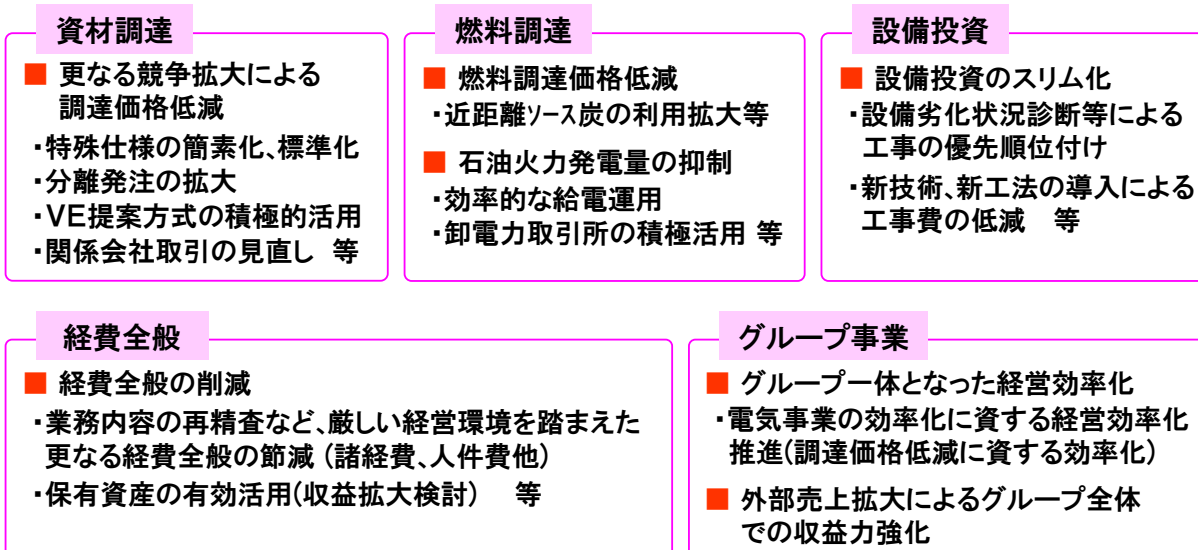 資材調達
■ 更なる競争拡大による
調達価格低減
・特殊仕様の簡素化、標準化
・分離発注の拡大
・VE提案方式の積極的活用
・関係会社取引の見直し 等
燃料調達
■ 燃料調達価格低減
・近距離ソース炭の利用拡大等
■ 石油火力発電量の抑制
・効率的な給電運用
・卸電力取引所の積極活用 等
設備投資
■ 設備投資のスリム化
・設備劣化状況診断等による
工事の優先順位付け
・新技術、新工法の導入による
工事費の低減 等
経費全般
■ 経費全般の削減
・業務内容の再精査など、厳しい経営環境を踏まえた
更なる経費全般の節減 (諸経費、人件費他)
・保有資産の有効活用(収益拡大検討) 等
グループ事業
■ グループ一体となった経営効率化
・電気事業の効率化に資する経営効率化
推進(調達価格低減に資する効率化)
■ 外部売上拡大によるグループ全体
での収益力強化